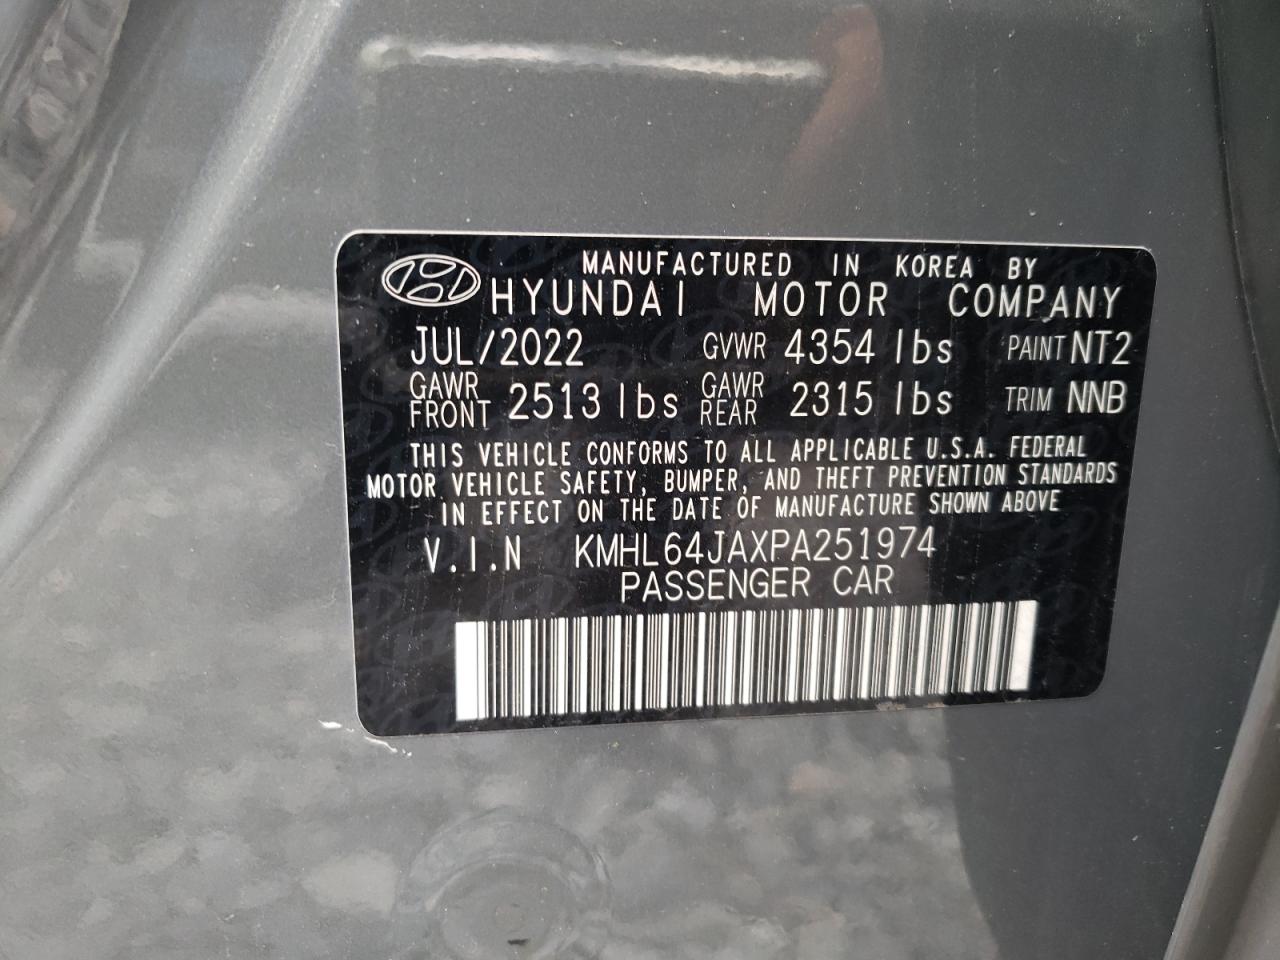 MANUFACTURED IN KOREA BY
HYUNDAI MOTOR COMPANY
JUL/2022 GVWR 4354 lbs PAINT NT2
GAWR FRONT 2513 lbs GAWR REAR 2315 lbs TRIM NNB
THIS VEHICLE CONFORMS TO ALL APPLICABLE U.S.A. FEDERAL
MOTOR VEHICLE SAFETY, BUMPER, AND THEFT PREVENTION STANDARDS
IN EFFECT ON THE DATE OF MANUFACTURE SHOWN ABOVE
V.I.N KMHL64JAXPA251974
PASSENGER CAR